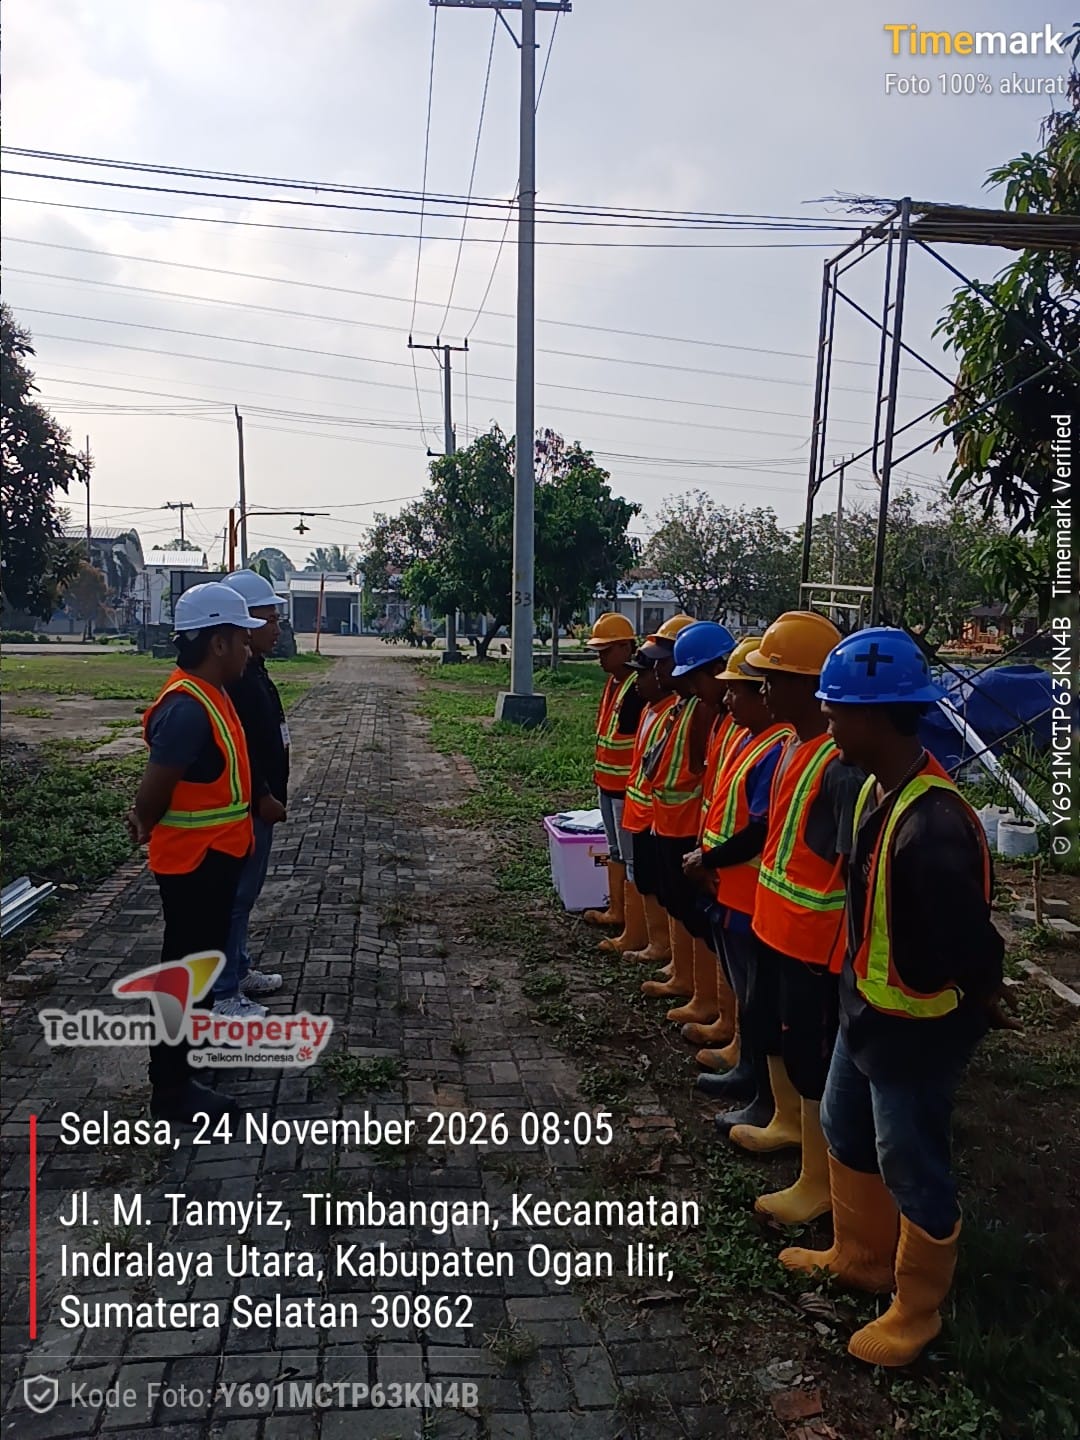 Timemark
Foto 100% akurat
33
Y691MCTP63KN4B Timemark Verified
Telkom Property
by Telkom Indonesia
Selasa, 24 November 2026 08:05
Jl. M. Tamyiz, Timbangan, Kecamatan
Indralaya Utara, Kabupaten Ogan Ilir,
Sumatera Selatan 30862
Kode Foto: Y691MCTP63KN4B